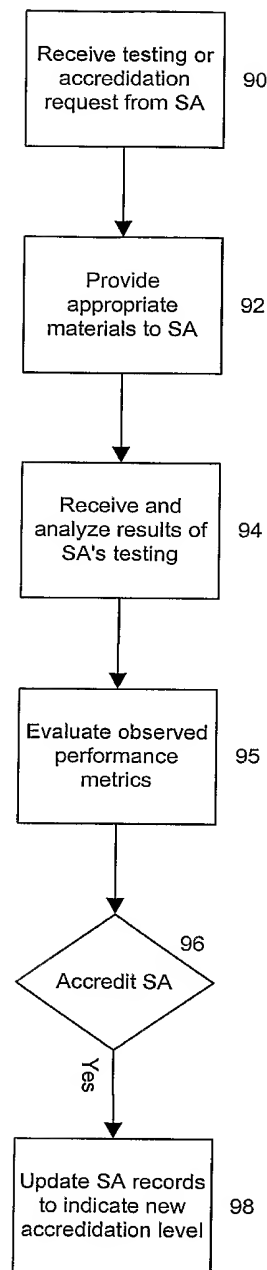 Receive testing or
accredidation
request from SA
90
Provide
appropriate
materials to SA
92
Receive and
analyze results of
SA's testing
94
Evaluate observed
performance
metrics
95
96
Accredit SA
Yes
Update SA records
to indicate new
accredidation level
98